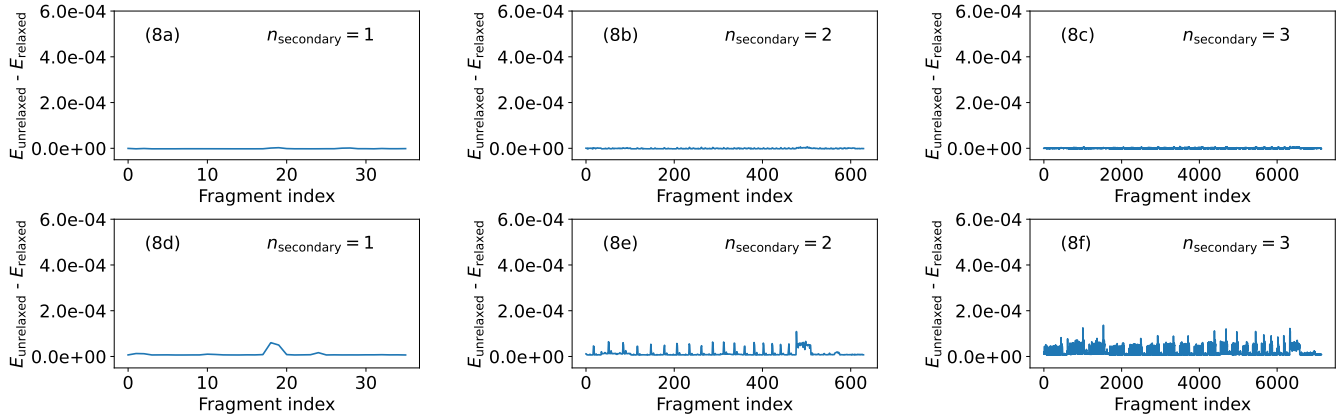 6.0e-04
4.0e-04
2.0e-04
0.0e+00
E_unrelaxed - E_relaxed
(8a)
n_secondary = 1
0 10 20 30
Fragment index
6.0e-04
4.0e-04
2.0e-04
0.0e+00
E_unrelaxed - E_relaxed
(8b)
n_secondary = 2
0 200 400 600
Fragment index
6.0e-04
4.0e-04
2.0e-04
0.0e+00
E_unrelaxed - E_relaxed
(8c)
n_secondary = 3
0 2000 4000 6000
Fragment index
6.0e-04
4.0e-04
2.0e-04
0.0e+00
E_unrelaxed - E_relaxed
(8d)
n_secondary = 1
0 10 20 30
Fragment index
6.0e-04
4.0e-04
2.0e-04
0.0e+00
E_unrelaxed - E_relaxed
(8e)
n_secondary = 2
0 200 400 600
Fragment index
6.0e-04
4.0e-04
2.0e-04
0.0e+00
E_unrelaxed - E_relaxed
(8f)
n_secondary = 3
0 2000 4000 6000
Fragment index